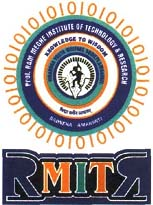 PROF. RAM MEGHE INSTITUTE OF TECHNOLOGY & RESEARCH
KNOWLEDGE TO WISDOM
BADNERA - AMRAVATI
RMITR